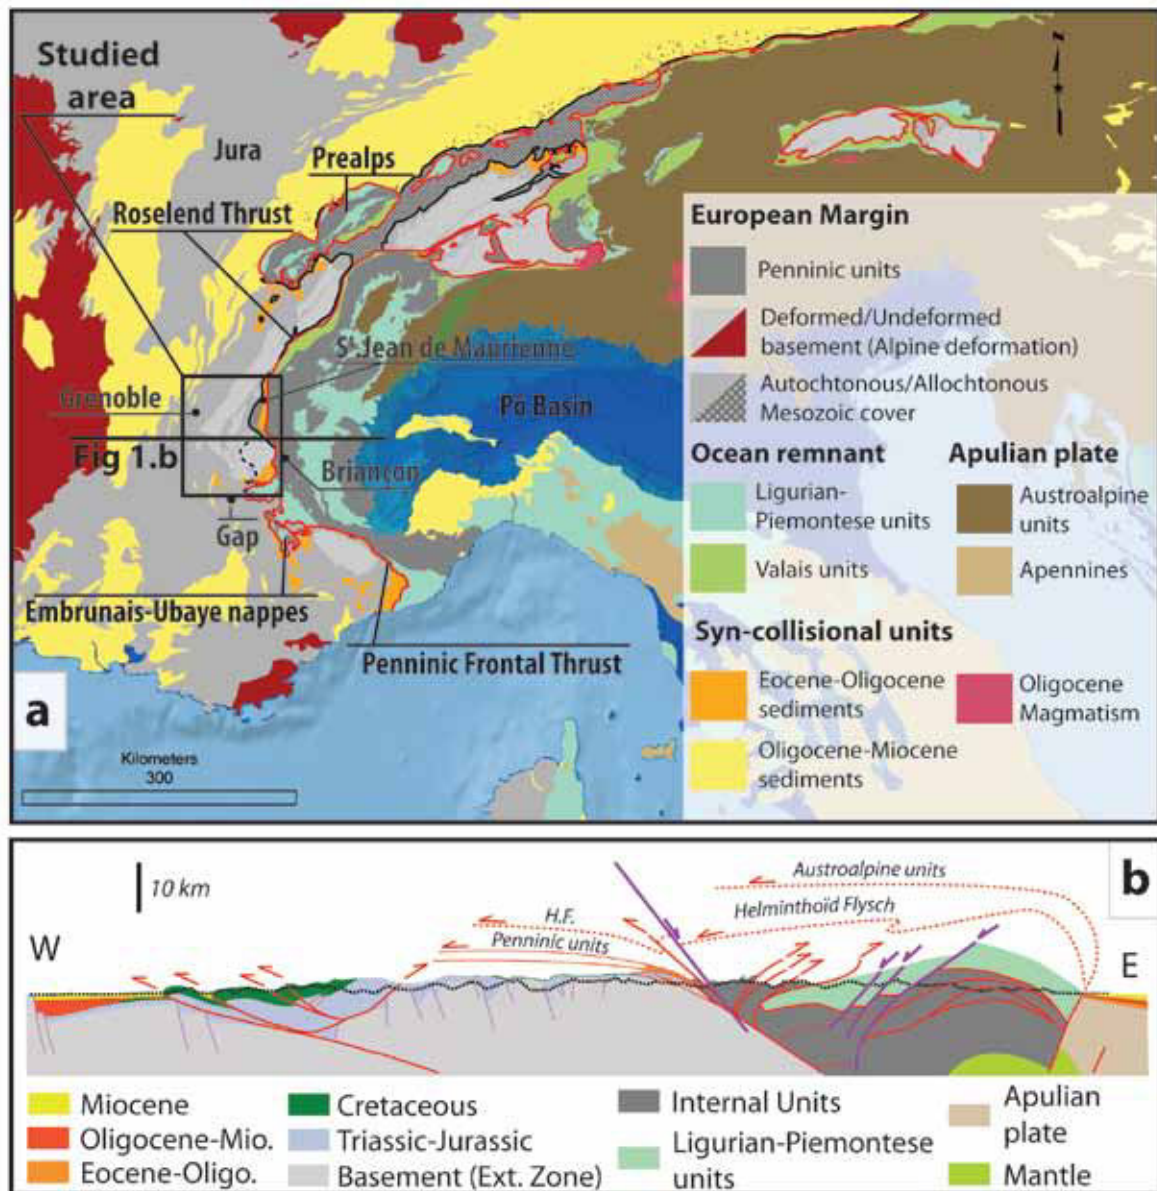 Studied
area
Jura
Prealps
Roselend Thrust
St.Jean de Maurienne
Grenoble
Po Basin
Fig 1.b
Briançon
Gap
Embrunais-Ubaye nappes
Penninic Frontal Thrust
a
Kilometers
300
N
European Margin
Penninic units
Deformed/Undeformed
basement (Alpine deformation)
Autochtonous/Allochtonous
Mesozoic cover
Ocean remnant
Ligurian-
Piemontese units
Valais units
Apulian plate
Austroalpine
units
Apennines
Syn-collisional units
Eocene-Oligocene
sediments
Oligocene-Miocene
sediments
Oligocene
Magmatism
b
10 km
W
E
Austroalpine units
H.F.
Helminthoïd Flysch
Penninic units
Miocene
Oligocene-Mio.
Eocene-Oligo.
Cretaceous
Triassic-Jurassic
Basement (Ext. Zone)
Internal Units
Ligurian-Piemontese
units
Apulian
plate
Mantle